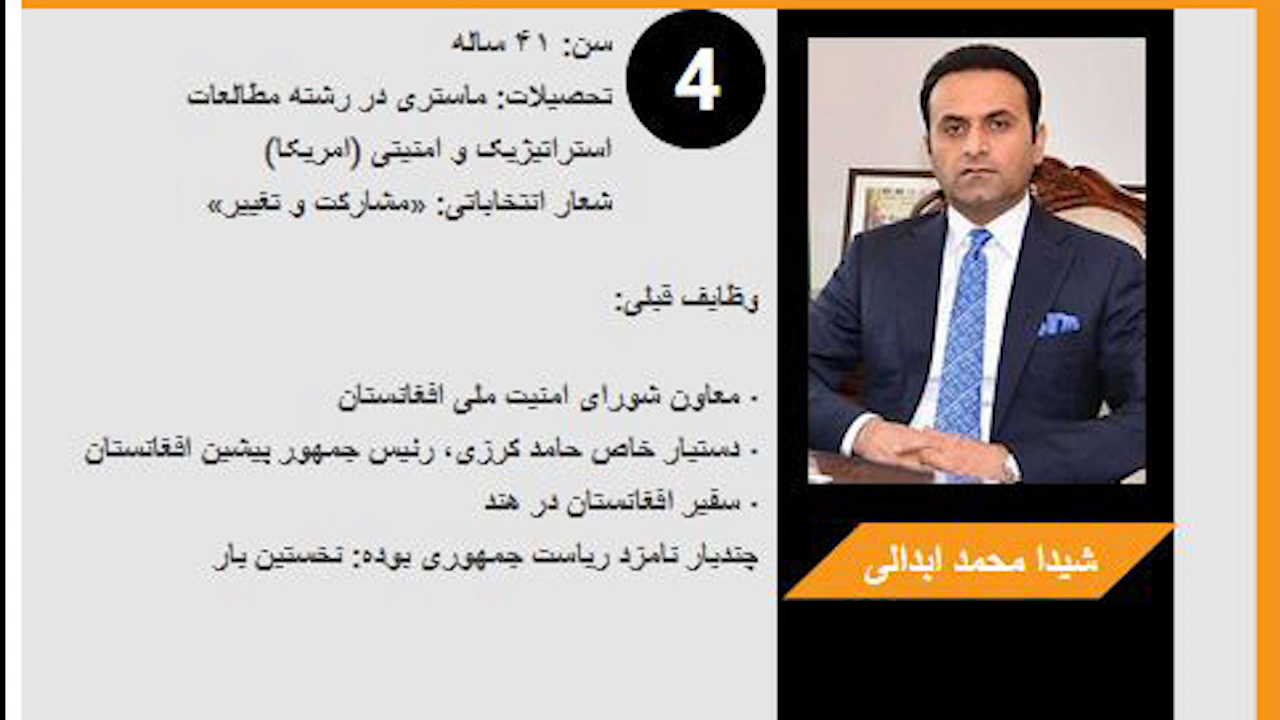 4
سن: ۴۱ ساله
تحصیلات: ماستری در رشته مطالعات
استراتیژیک و امنیتی (امریکا)
شعار انتخاباتی: «مشارکت و تغییر»
وظایف قبلی:
· معاون شورای امنیت ملی افغانستان
· دستیار خاص حامد کرزی، رئیس جمهور پیشین افغانستان
· سفیر افغانستان در هند
چندبار نامزد ریاست جمهوری بوده: نخستین بار
شیدا محمد ابدالی